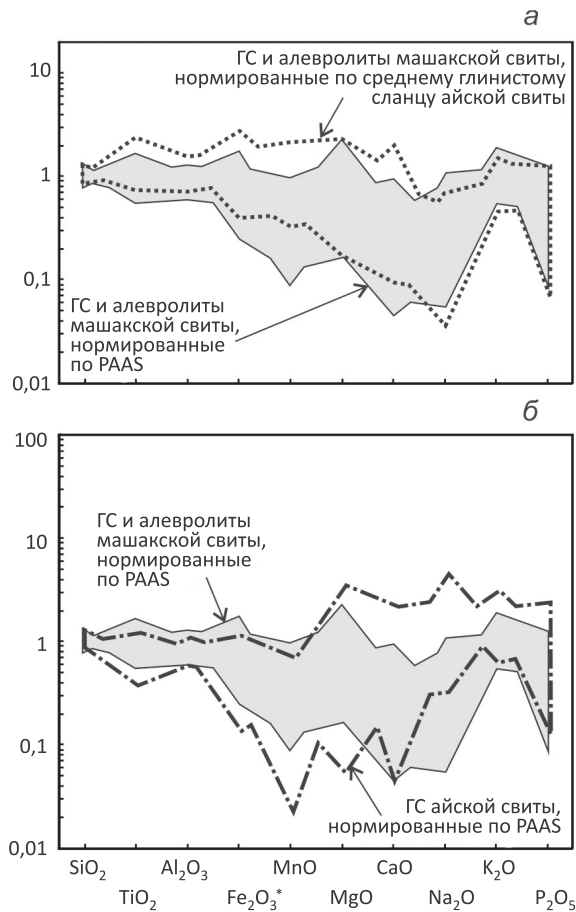 а
ГС и алевролиты машакской свиты,
нормированные по среднему глинистому
сланцу айской свиты
10
1
0,1
0,01
ГС и алевролиты
машакской свиты,
нормированные
по PAAS
б
100
10
1
0,1
0,01
ГС и алевролиты
машакской свиты,
нормированные
по PAAS
ГС айской свиты,
нормированные по PAAS
SiO₂ Al₂O₃ MnO CaO K₂O
TiO₂ Fe₂O₃* MgO Na₂O P₂O₅